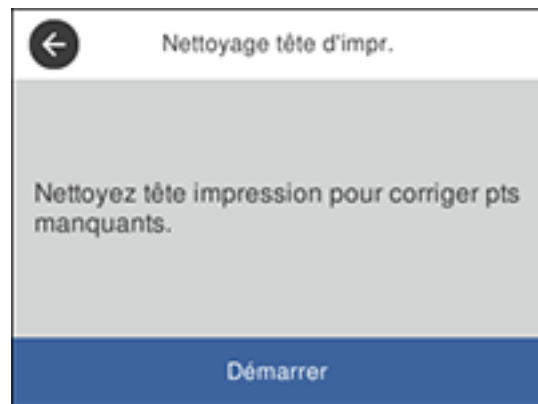 Nettoyage tête d'impr.
Nettoyez tête impression pour corriger pts
manquants.
Démarrer